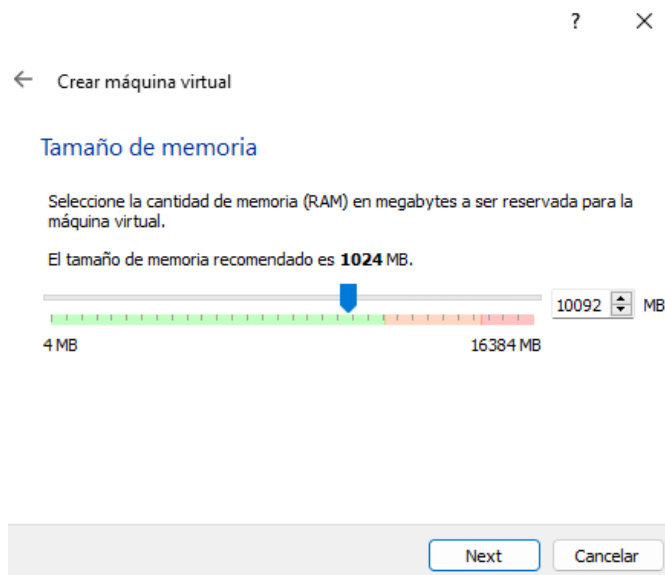 ?
Crear máquina virtual
Tamaño de memoria
Seleccione la cantidad de memoria (RAM) en megabytes a ser reservada para la
máquina virtual.
El tamaño de memoria recomendado es 1024 MB.
10092 MB
4 MB 16384 MB
Next Cancelar